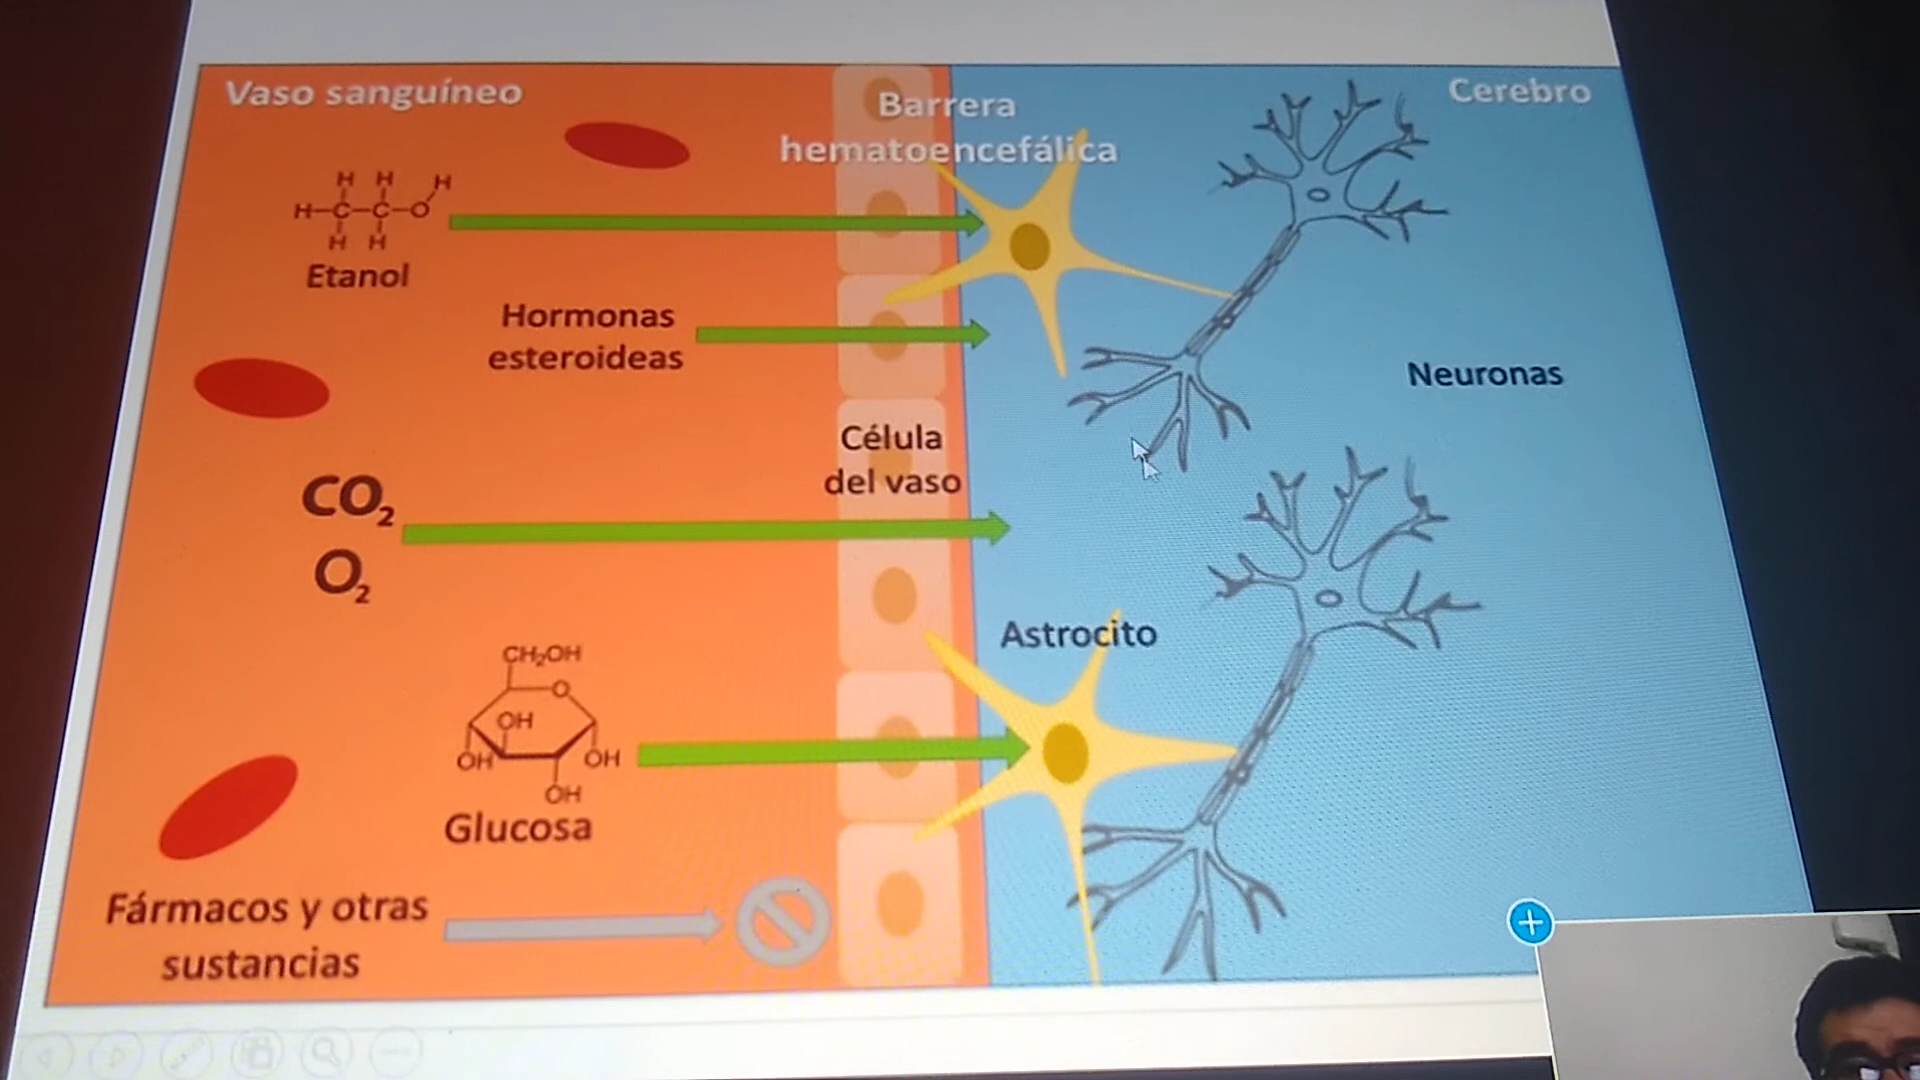 Vaso sanguíneo
Barrera
hematoencefálica
Cerebro
H H H
H-C-C-O
H H
Etanol
Hormonas
esteroideas
Neuronas
Célula
del vaso
CO₂
O₂
Astrocito
CH₂OH
O
OH
OH OH
OH
Glucosa
Fármacos y otras
sustancias